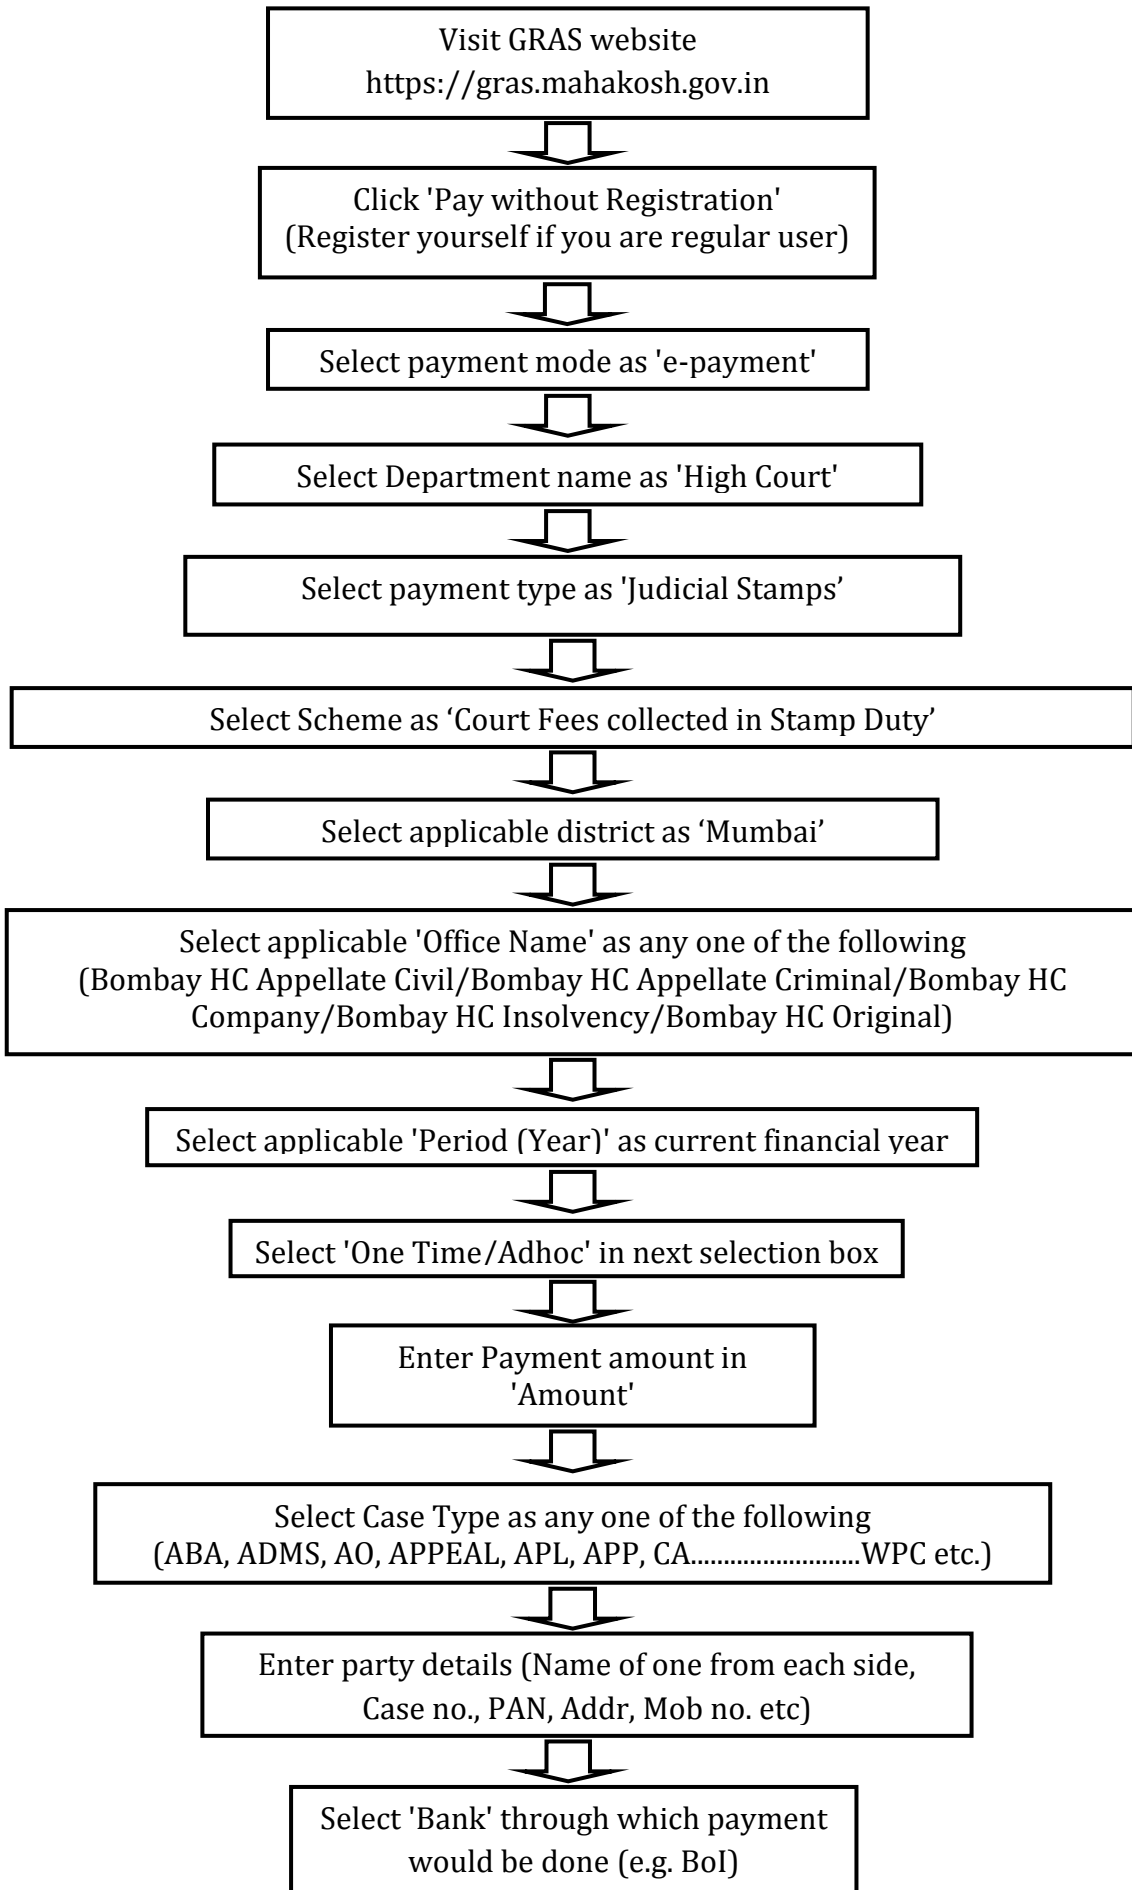 Visit GRAS website
https://gras.mahakosh.gov.in
Click 'Pay without Registration'
(Register yourself if you are regular user)
Select payment mode as 'e-payment'
Select Department name as 'High Court'
Select payment type as 'Judicial Stamps’
Select Scheme as ‘Court Fees collected in Stamp Duty’
Select applicable district as ‘Mumbai’
Select applicable 'Office Name' as any one of the following
(Bombay HC Appellate Civil/Bombay HC Appellate Criminal/Bombay HC
Company/Bombay HC Insolvency/Bombay HC Original)
Select applicable 'Period (Year)' as current financial year
Select 'One Time/Adhoc' in next selection box
Enter Payment amount in
'Amount'
Select Case Type as any one of the following
(ABA, ADMS, AO, APPEAL, APL, APP, CA..........................WPC etc.)
Enter party details (Name of one from each side,
Case no., PAN, Addr, Mob no. etc)
Select 'Bank' through which payment
would be done (e.g. BoI)